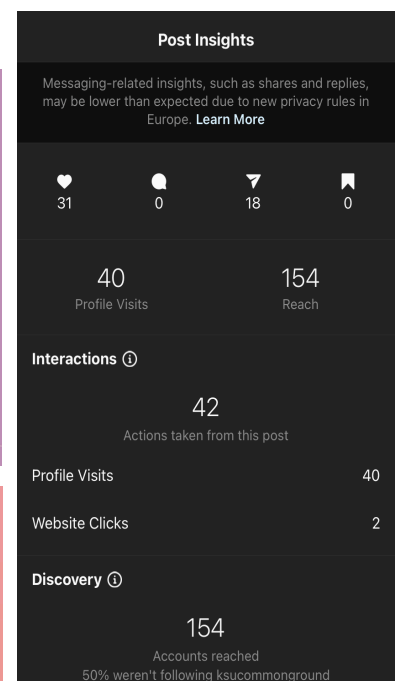 Post Insights
Messaging-related insights, such as shares and replies,
may be lower than expected due to new privacy rules in
Europe. Learn More
31 0 18 0
40 154
Profile Visits Reach
Interactions
42
Actions taken from this post
Profile Visits 40
Website Clicks 2
Discovery
154
Accounts reached
50% weren't following ksucommonground